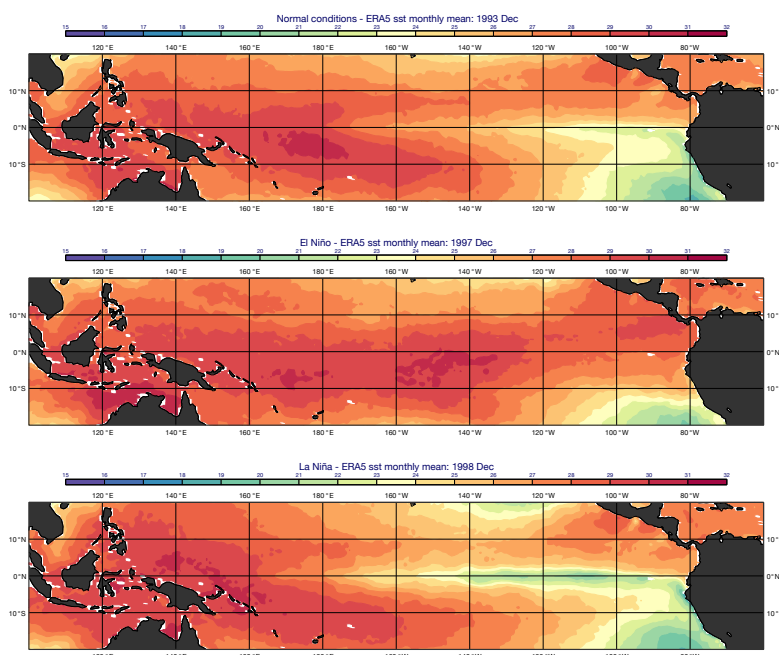 Normal conditions - ERA5 sst monthly mean: 1993 Dec
15 16 17 18 19 20 21 22 23 24 25 26 27 28 29 30 31 32
120°E 140°E 160°E 180° 160°W 140°W 120°W 100°W 80°W
10°N 10°N
0°N 0°N
10°S 10°S
120°E 140°E 160°E 180° 160°W 140°W 120°W 100°W 80°W
El Niño - ERA5 sst monthly mean: 1997 Dec
15 16 17 18 19 20 21 22 23 24 25 26 27 28 29 30 31 32
120°E 140°E 160°E 180° 160°W 140°W 120°W 100°W 80°W
10°N 10°N
0°N 0°N
10°S 10°S
120°E 140°E 160°E 180° 160°W 140°W 120°W 100°W 80°W
La Niña - ERA5 sst monthly mean: 1998 Dec
15 16 17 18 19 20 21 22 23 24 25 26 27 28 29 30 31 32
120°E 140°E 160°E 180° 160°W 140°W 120°W 100°W 80°W
10°N 10°N
0°N 0°N
10°S 10°S